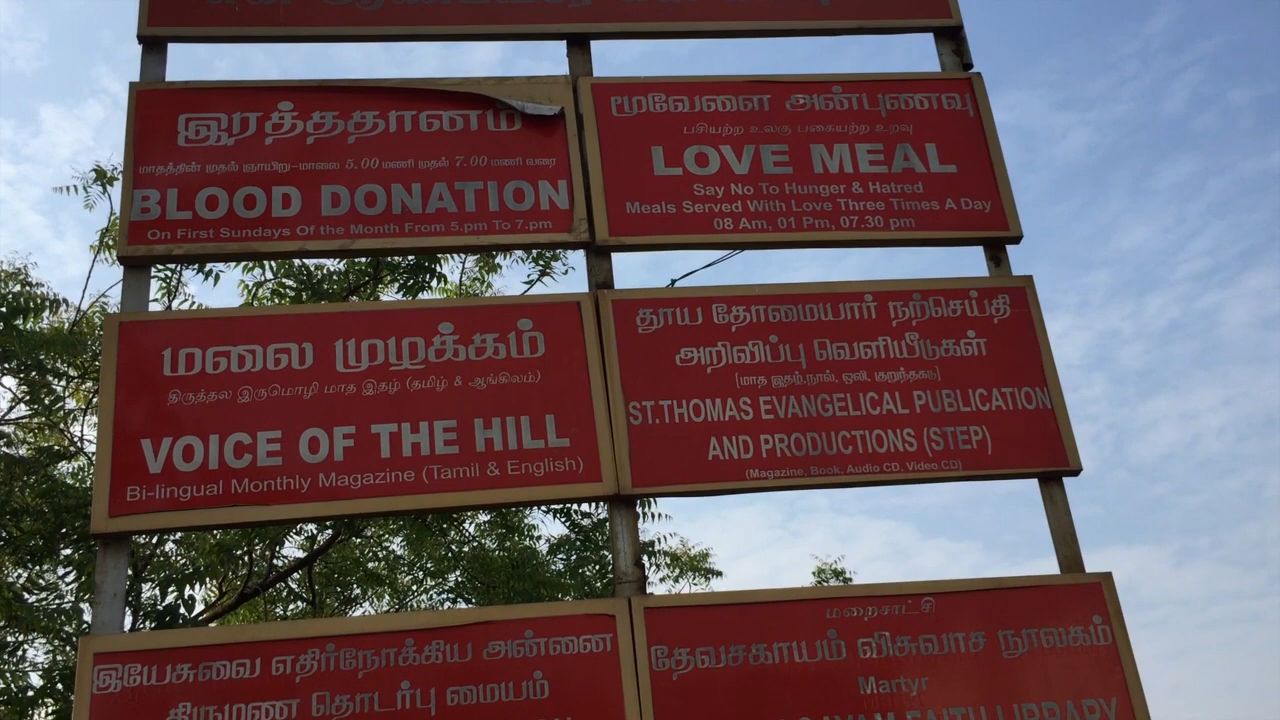 இரத்ததானம்
மாதத்தின் முதல் ஞாயிறு-மாலை 5.00 மணி முதல் 7.00 மணி வரை
BLOOD DONATION
On First Sundays Of the Month From 5.pm To 7.pm
மூவேளை அன்புணவு
பசியற்ற உலகு பகையற்ற உறவு
LOVE MEAL
Say No To Hunger & Hatred
Meals Served With Love Three Times A Day
08 Am, 01 Pm, 07.30 pm
மலை முழக்கம்
திருத்தல இருமொழி மாத இதழ் (தமிழ் & ஆங்கிலம்)
VOICE OF THE HILL
Bi-lingual Monthly Magazine (Tamil & English)
தூய தோமையார் நற்செய்தி
அறிவிப்பு வெளியீடுகள்
(மாத இதழ்,நூல், ஒலி, குறுந்தகடு)
ST.THOMAS EVANGELICAL PUBLICATION
AND PRODUCTIONS (STEP)
(Magazine, Book, Audio CD, Video CD)
இயேசுவை எதிர்நோக்கிய அன்னை
திருமண தொடர்பு மையம்
மறைசாட்சி
தேவசகாயம் விசுவாச நூலகம்
Martyr
FAITH LIBRARY